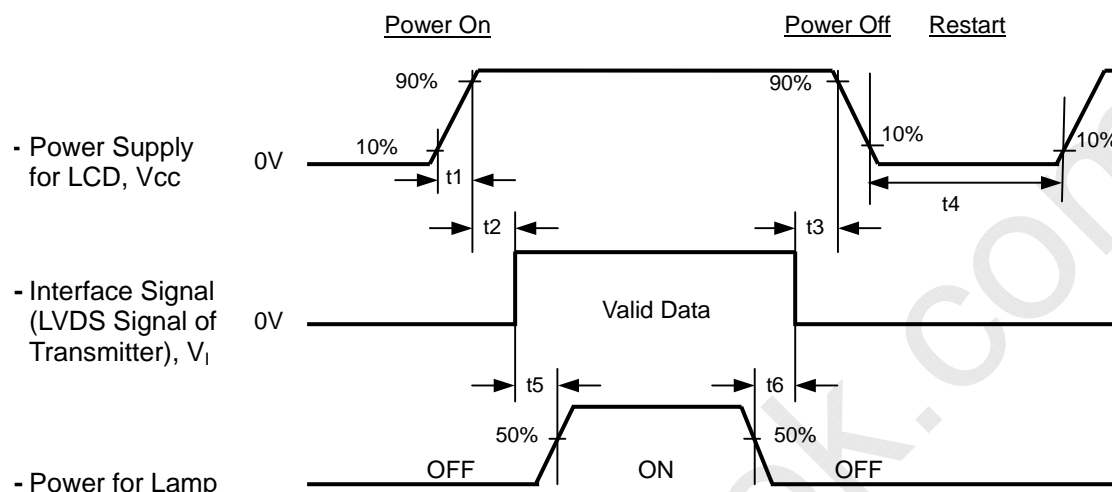 Power On
Power Off
Restart
90%
90%
10%
10%
10%
- Power Supply
for LCD, Vcc
0V
t1
t4
t2
t3
- Interface Signal
(LVDS Signal of
Transmitter), VI
0V
Valid Data
t5
t6
50%
50%
OFF
ON
OFF
- Power for Lamp